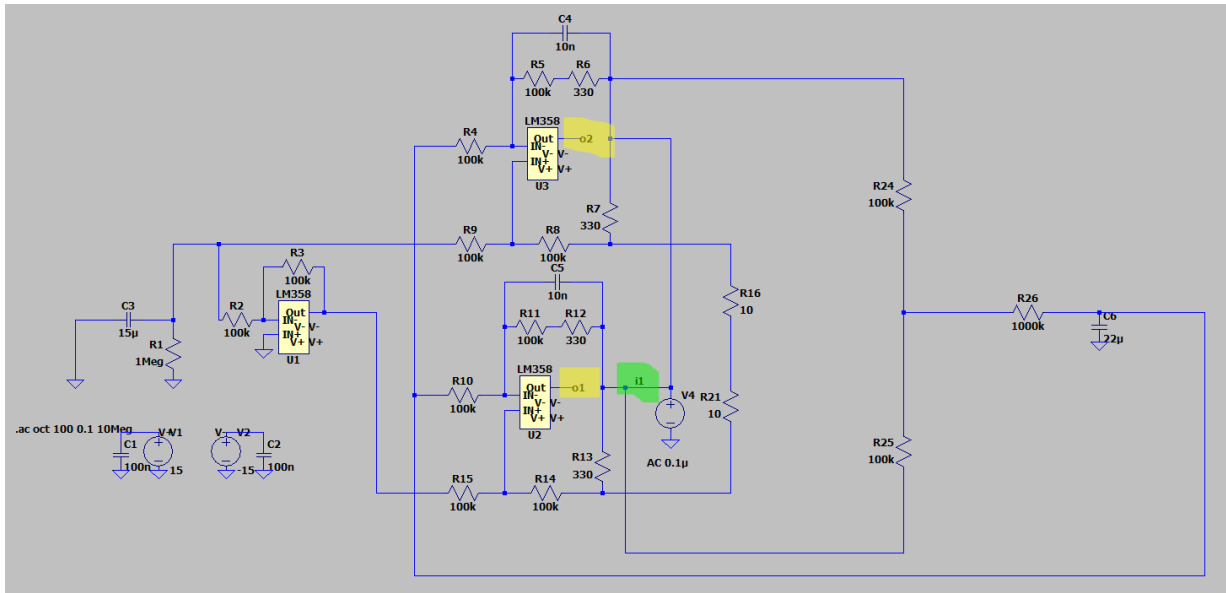 C4
10n
R5
R6
100k
330
LM358
R4
Out
o2
IN-
V-
V-
100k
IN+
V+
V+
U3
R24
100k
R7
330
R9
R8
100k
100k
C5
R3
100k
10n
LM358
R16
10
R26
C3
R2
Out
R11
R12
1000k
C6
15µ
IN-
V-
V-
100k
330
22µ
R1
100k
IN+
V+
V+
1Meg
U1
LM358
R10
Out
o1
i1
V4
IN-
V-
V-
R21
100k
IN+
V+
V+
10
U2
.ac oct 100 0.1 10Meg
V+
V1
V-
V2
C1
C2
R13
AC 0.1µ
R25
100n
15
-15
100n
330
100k
R15
R14
100k
100k